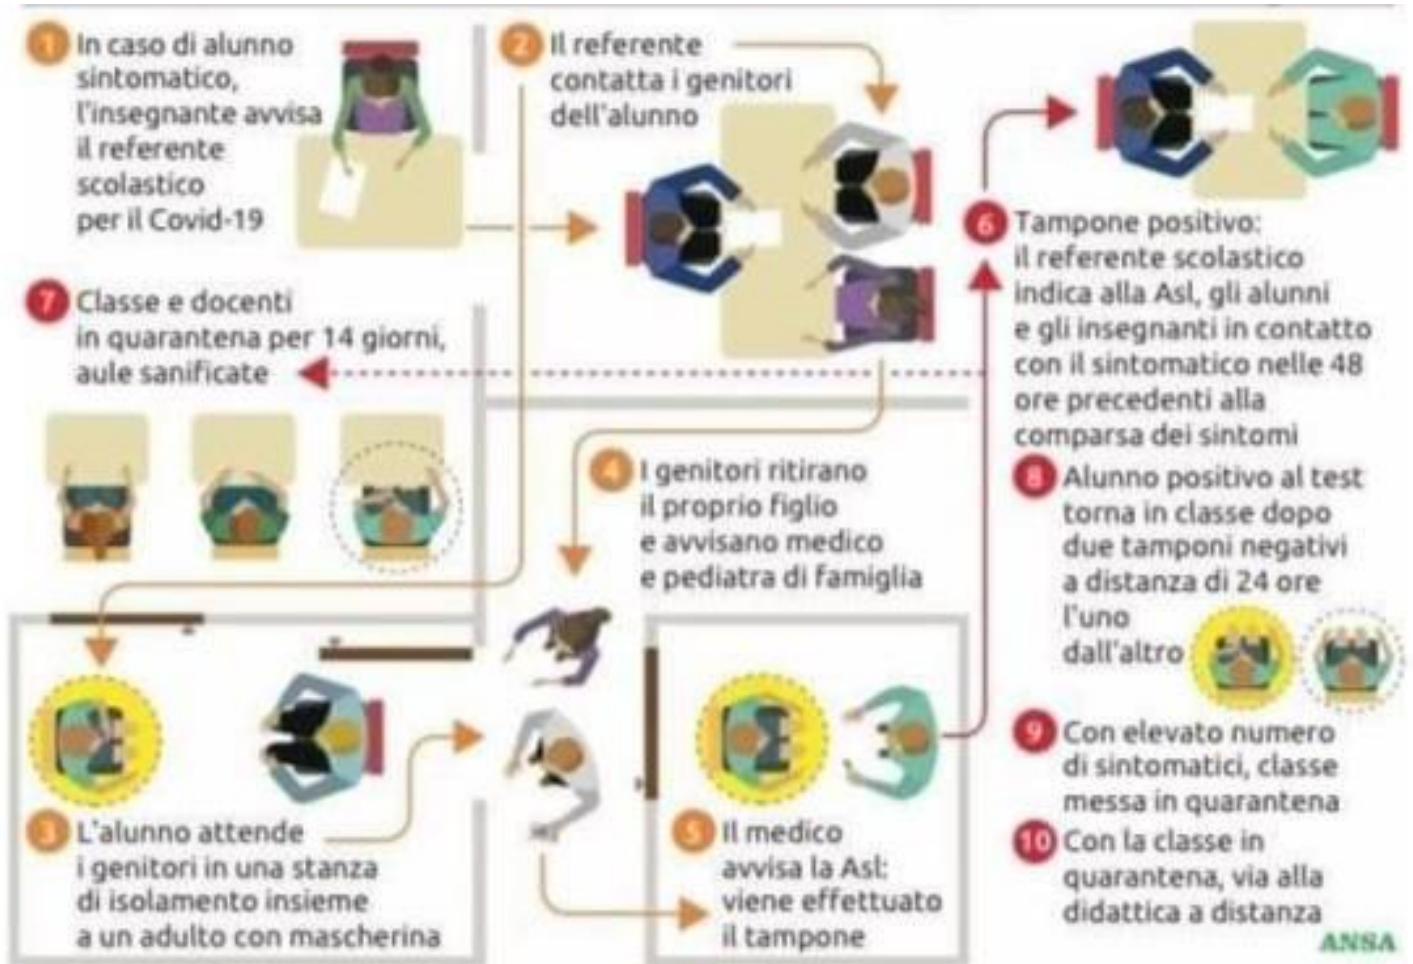 1 In caso di alunno
sintomatico,
l'insegnante avvisa
il referente
scolastico
per il Covid-19
2 Il referente
contatta i genitori
dell'alunno
3 L'alunno attende
i genitori in una stanza
di isolamento insieme
a un adulto con mascherina
4 I genitori ritirano
il proprio figlio
e avvisano medico
e pediatra di famiglia
5 Il medico
avvisa la Asl:
viene effettuato
il tampone
6 Tampone positivo:
il referente scolastico
indica alla Asl, gli alunni
e gli insegnanti in contatto
con il sintomatico nelle 48
ore precedenti alla
comparsa dei sintomi
7 Classe e docenti
in quarantena per 14 giorni,
aule sanificate
8 Alunno positivo al test
torna in classe dopo
due tamponi negativi
a distanza di 24 ore
l'uno
dall'altro
9 Con elevato numero
di sintomatici, classe
messa in quarantena
10 Con la classe in
quarantena, via alla
didattica a distanza
ANSA